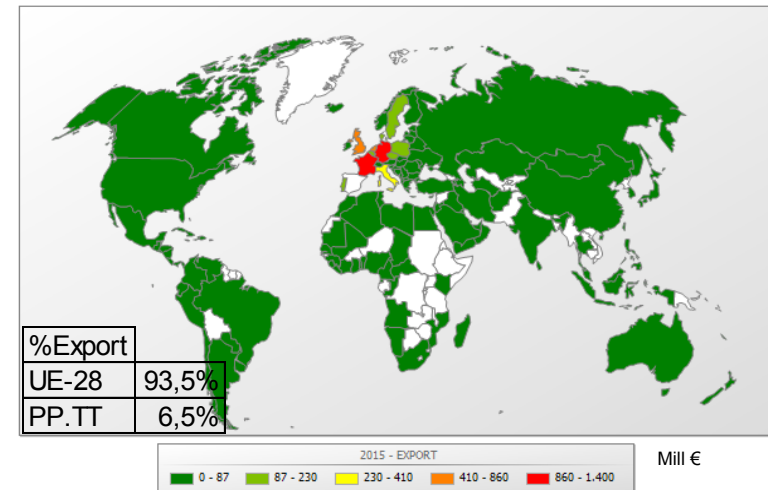 %Export
UE-28 93,5%
PP.TT 6,5%
2015 - EXPORT
Mill €
0 - 87 87 - 230 230 - 410 410 - 860 860 - 1.400